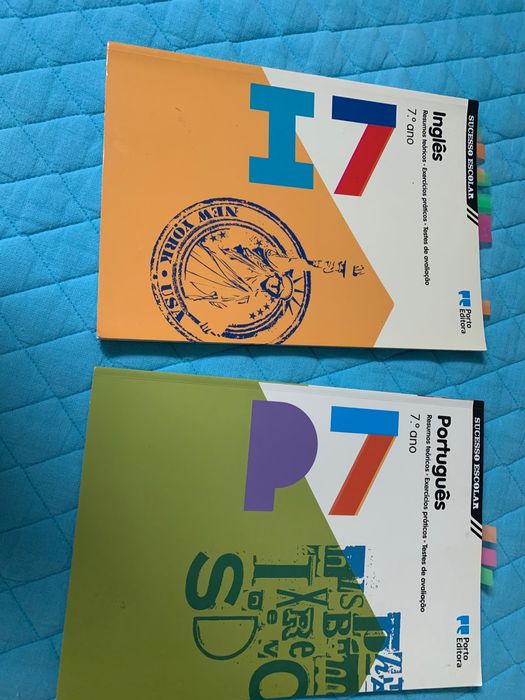 SUCESSO ESCOLAR
Inglês
7.º ano
Resumos teóricos • Exercícios práticos • Testes de avaliação
I7
NEW YORK • USA
Porto
Editora
SUCESSO ESCOLAR
Português
7.º ano
Resumos teóricos • Exercícios práticos • Testes de avaliação
P7
Porto
Editora